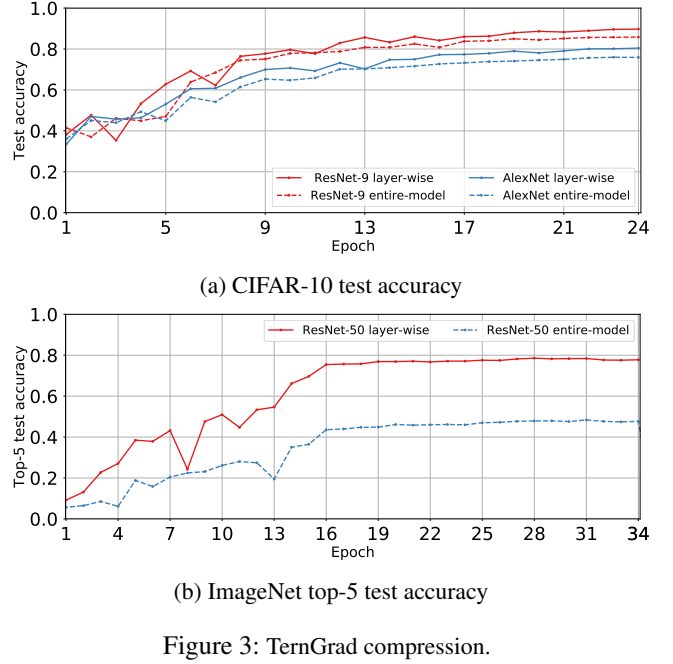 1.0
0.8
0.6
0.4
0.2
0.0
Test accuracy
ResNet-9 layer-wise
ResNet-9 entire-model
AlexNet layer-wise
AlexNet entire-model
1 5 9 13 17 21 24
Epoch
(a) CIFAR-10 test accuracy
1.0
0.8
0.6
0.4
0.2
0.0
Top-5 test accuracy
ResNet-50 layer-wise
ResNet-50 entire-model
1 4 7 10 13 16 19 22 25 28 31 34
Epoch
(b) ImageNet top-5 test accuracy
Figure 3: TernGrad compression.